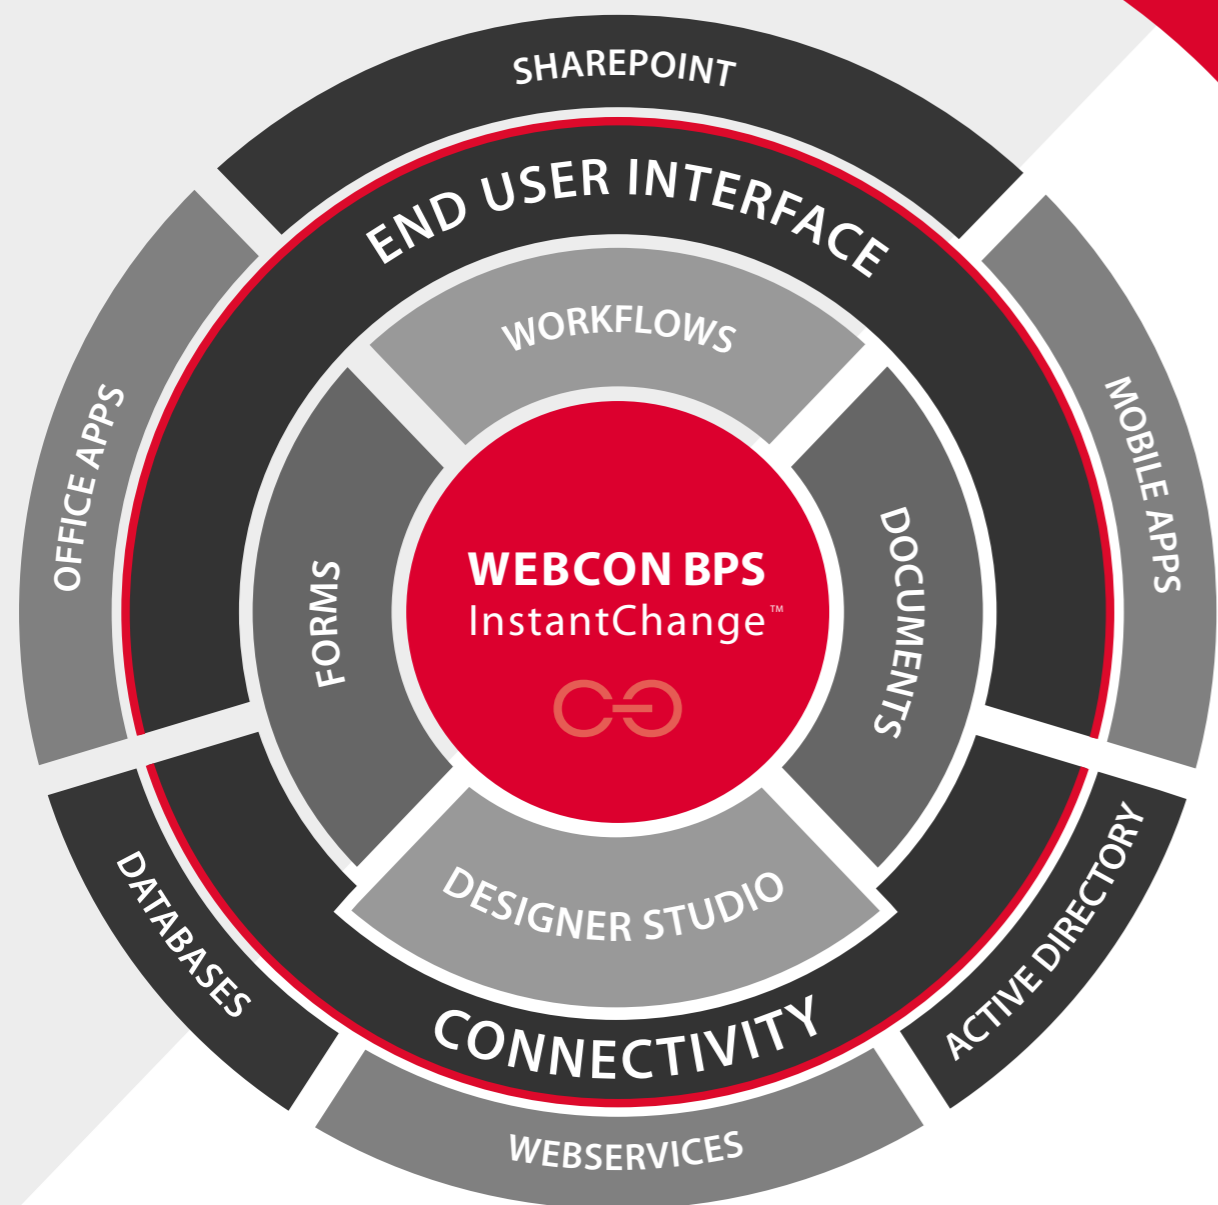 SHAREPOINT
END USER INTERFACE
WORKFLOWS
OFFICE APPS
MOBILE APPS
FORMS
DOCUMENTS
WEBCON BPS
InstantChange™
DESIGNER STUDIO
DATABASES
ACTIVE DIRECTORY
CONNECTIVITY
WEBSERVICES